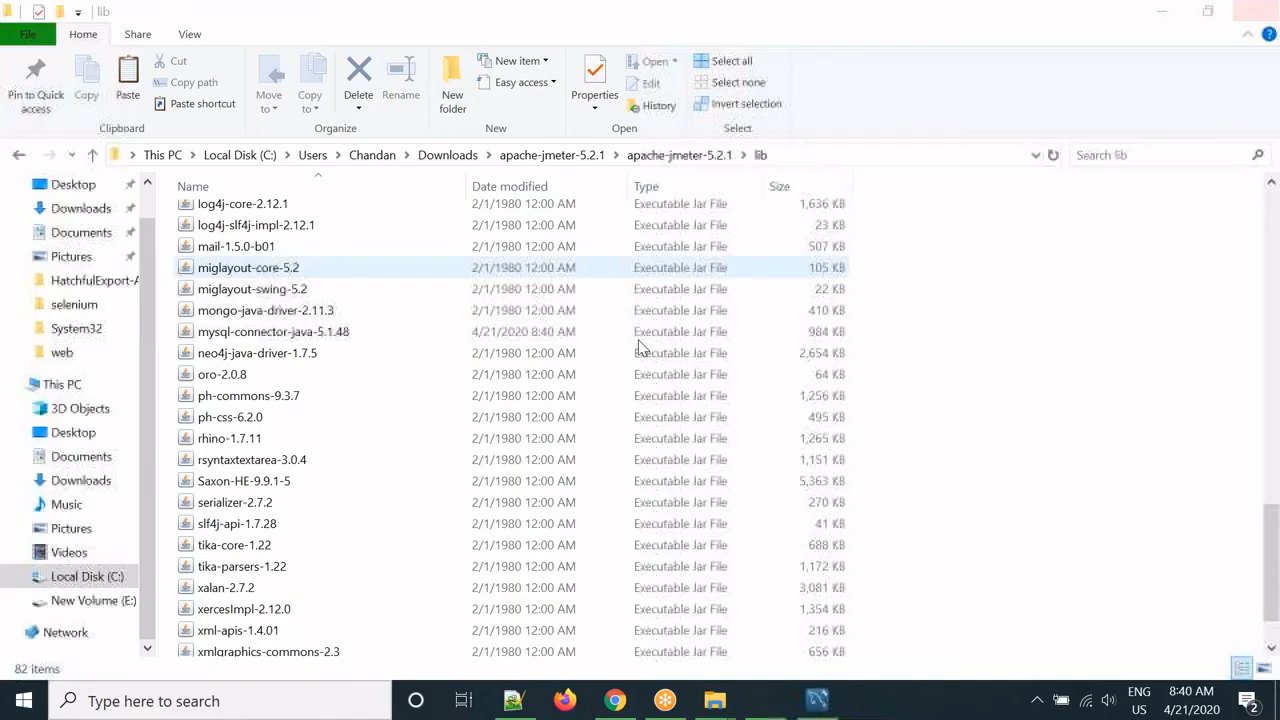 lib
File Home Share View
Pin to Quick access
Copy
Paste
Cut
Copy path
Paste shortcut
Clipboard
Move to
Copy to
Delete
Rename
Organize
New folder
New item
Easy access
New
Properties
Open
Edit
History
Open
Select all
Select none
Invert selection
Select
This PC Local Disk (C:) Users Chandan Downloads apache-jmeter-5.2.1 apache-jmeter-5.2.1 lib
Search lib
Desktop
Downloads
Documents
Pictures
HatchfulExport-A
selenium
System32
web
This PC
3D Objects
Desktop
Documents
Downloads
Music
Pictures
Videos
Local Disk (C:)
New Volume (E:)
Network
Name Date modified Type Size
log4j-core-2.12.1 2/1/1980 12:00 AM Executable Jar File 1,636 KB
log4j-slf4j-impl-2.12.1 2/1/1980 12:00 AM Executable Jar File 23 KB
mail-1.5.0-b01 2/1/1980 12:00 AM Executable Jar File 507 KB
miglayout-core-5.2 2/1/1980 12:00 AM Executable Jar File 105 KB
miglayout-swing-5.2 2/1/1980 12:00 AM Executable Jar File 22 KB
mongo-java-driver-2.11.3 2/1/1980 12:00 AM Executable Jar File 410 KB
mysql-connector-java-5.1.48 4/21/2020 8:40 AM Executable Jar File 984 KB
neo4j-java-driver-1.7.5 2/1/1980 12:00 AM Executable Jar File 2,654 KB
oro-2.0.8 2/1/1980 12:00 AM Executable Jar File 64 KB
ph-commons-9.3.7 2/1/1980 12:00 AM Executable Jar File 1,256 KB
ph-css-6.2.0 2/1/1980 12:00 AM Executable Jar File 495 KB
rhino-1.7.11 2/1/1980 12:00 AM Executable Jar File 1,265 KB
rsyntaxtextarea-3.0.4 2/1/1980 12:00 AM Executable Jar File 1,151 KB
Saxon-HE-9.9.1-5 2/1/1980 12:00 AM Executable Jar File 5,363 KB
serializer-2.7.2 2/1/1980 12:00 AM Executable Jar File 270 KB
slf4j-api-1.7.28 2/1/1980 12:00 AM Executable Jar File 41 KB
tika-core-1.22 2/1/1980 12:00 AM Executable Jar File 688 KB
tika-parsers-1.22 2/1/1980 12:00 AM Executable Jar File 1,172 KB
xalan-2.7.2 2/1/1980 12:00 AM Executable Jar File 3,081 KB
xercesImpl-2.12.0 2/1/1980 12:00 AM Executable Jar File 1,354 KB
xml-apis-1.4.01 2/1/1980 12:00 AM Executable Jar File 216 KB
xmlgraphics-commons-2.3 2/1/1980 12:00 AM Executable Jar File 656 KB
82 items
Type here to search
ENG
US
8:40 AM
4/21/2020
2